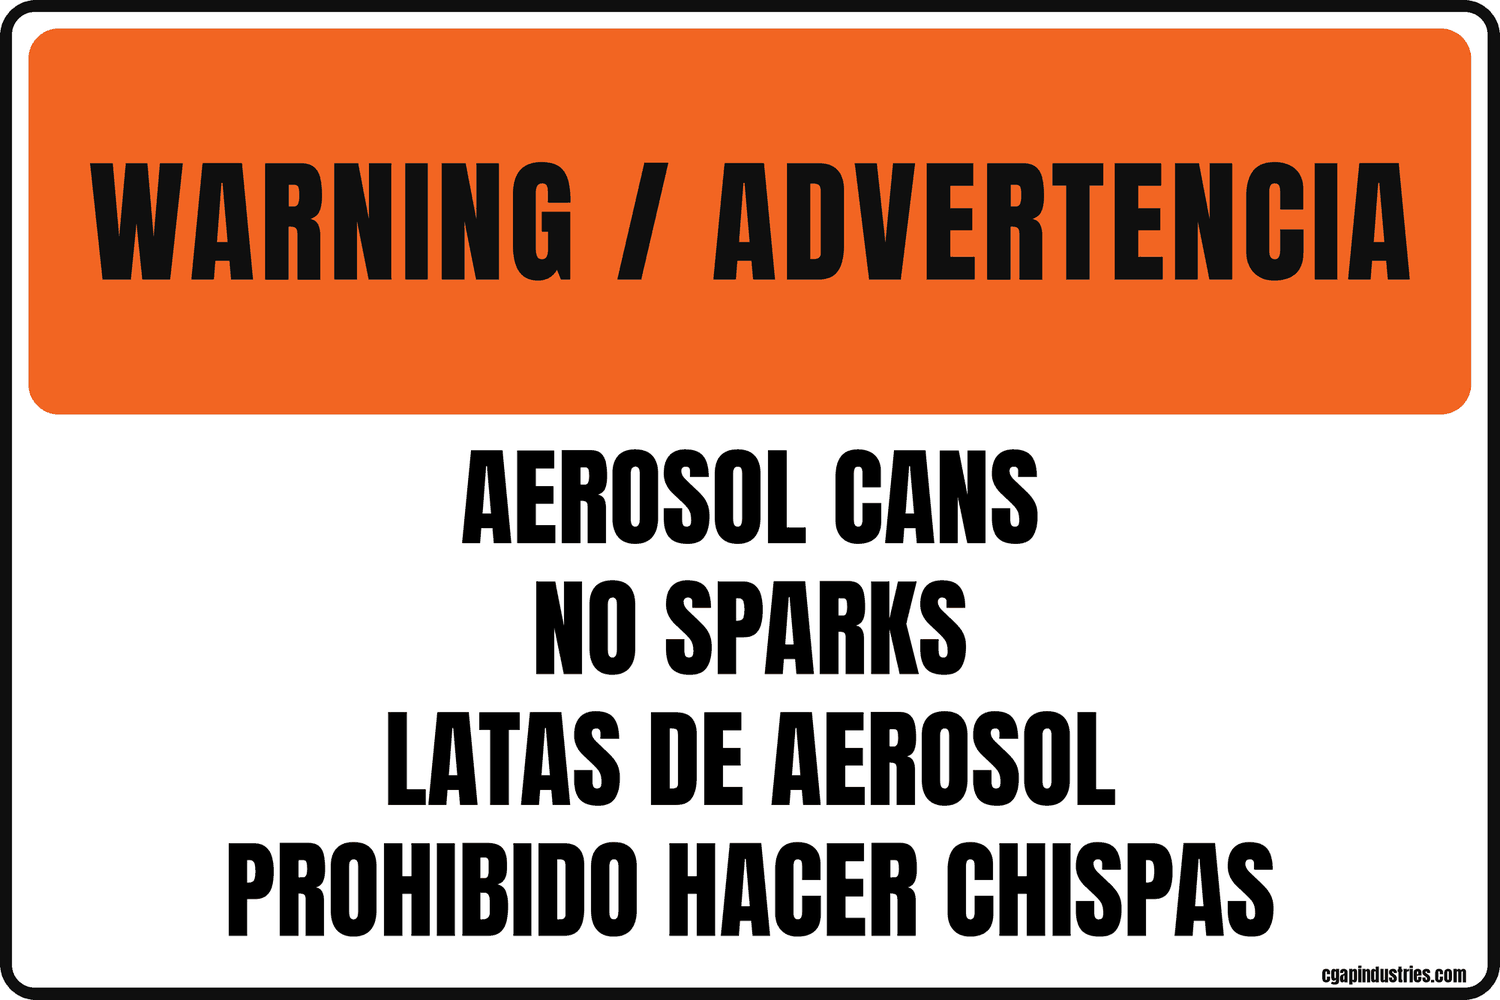 WARNING / ADVERTENCIA
AEROSOL CANS
NO SPARKS
LATAS DE AEROSOL
PROHIBIDO HACER CHISPAS
cgapindustries.com